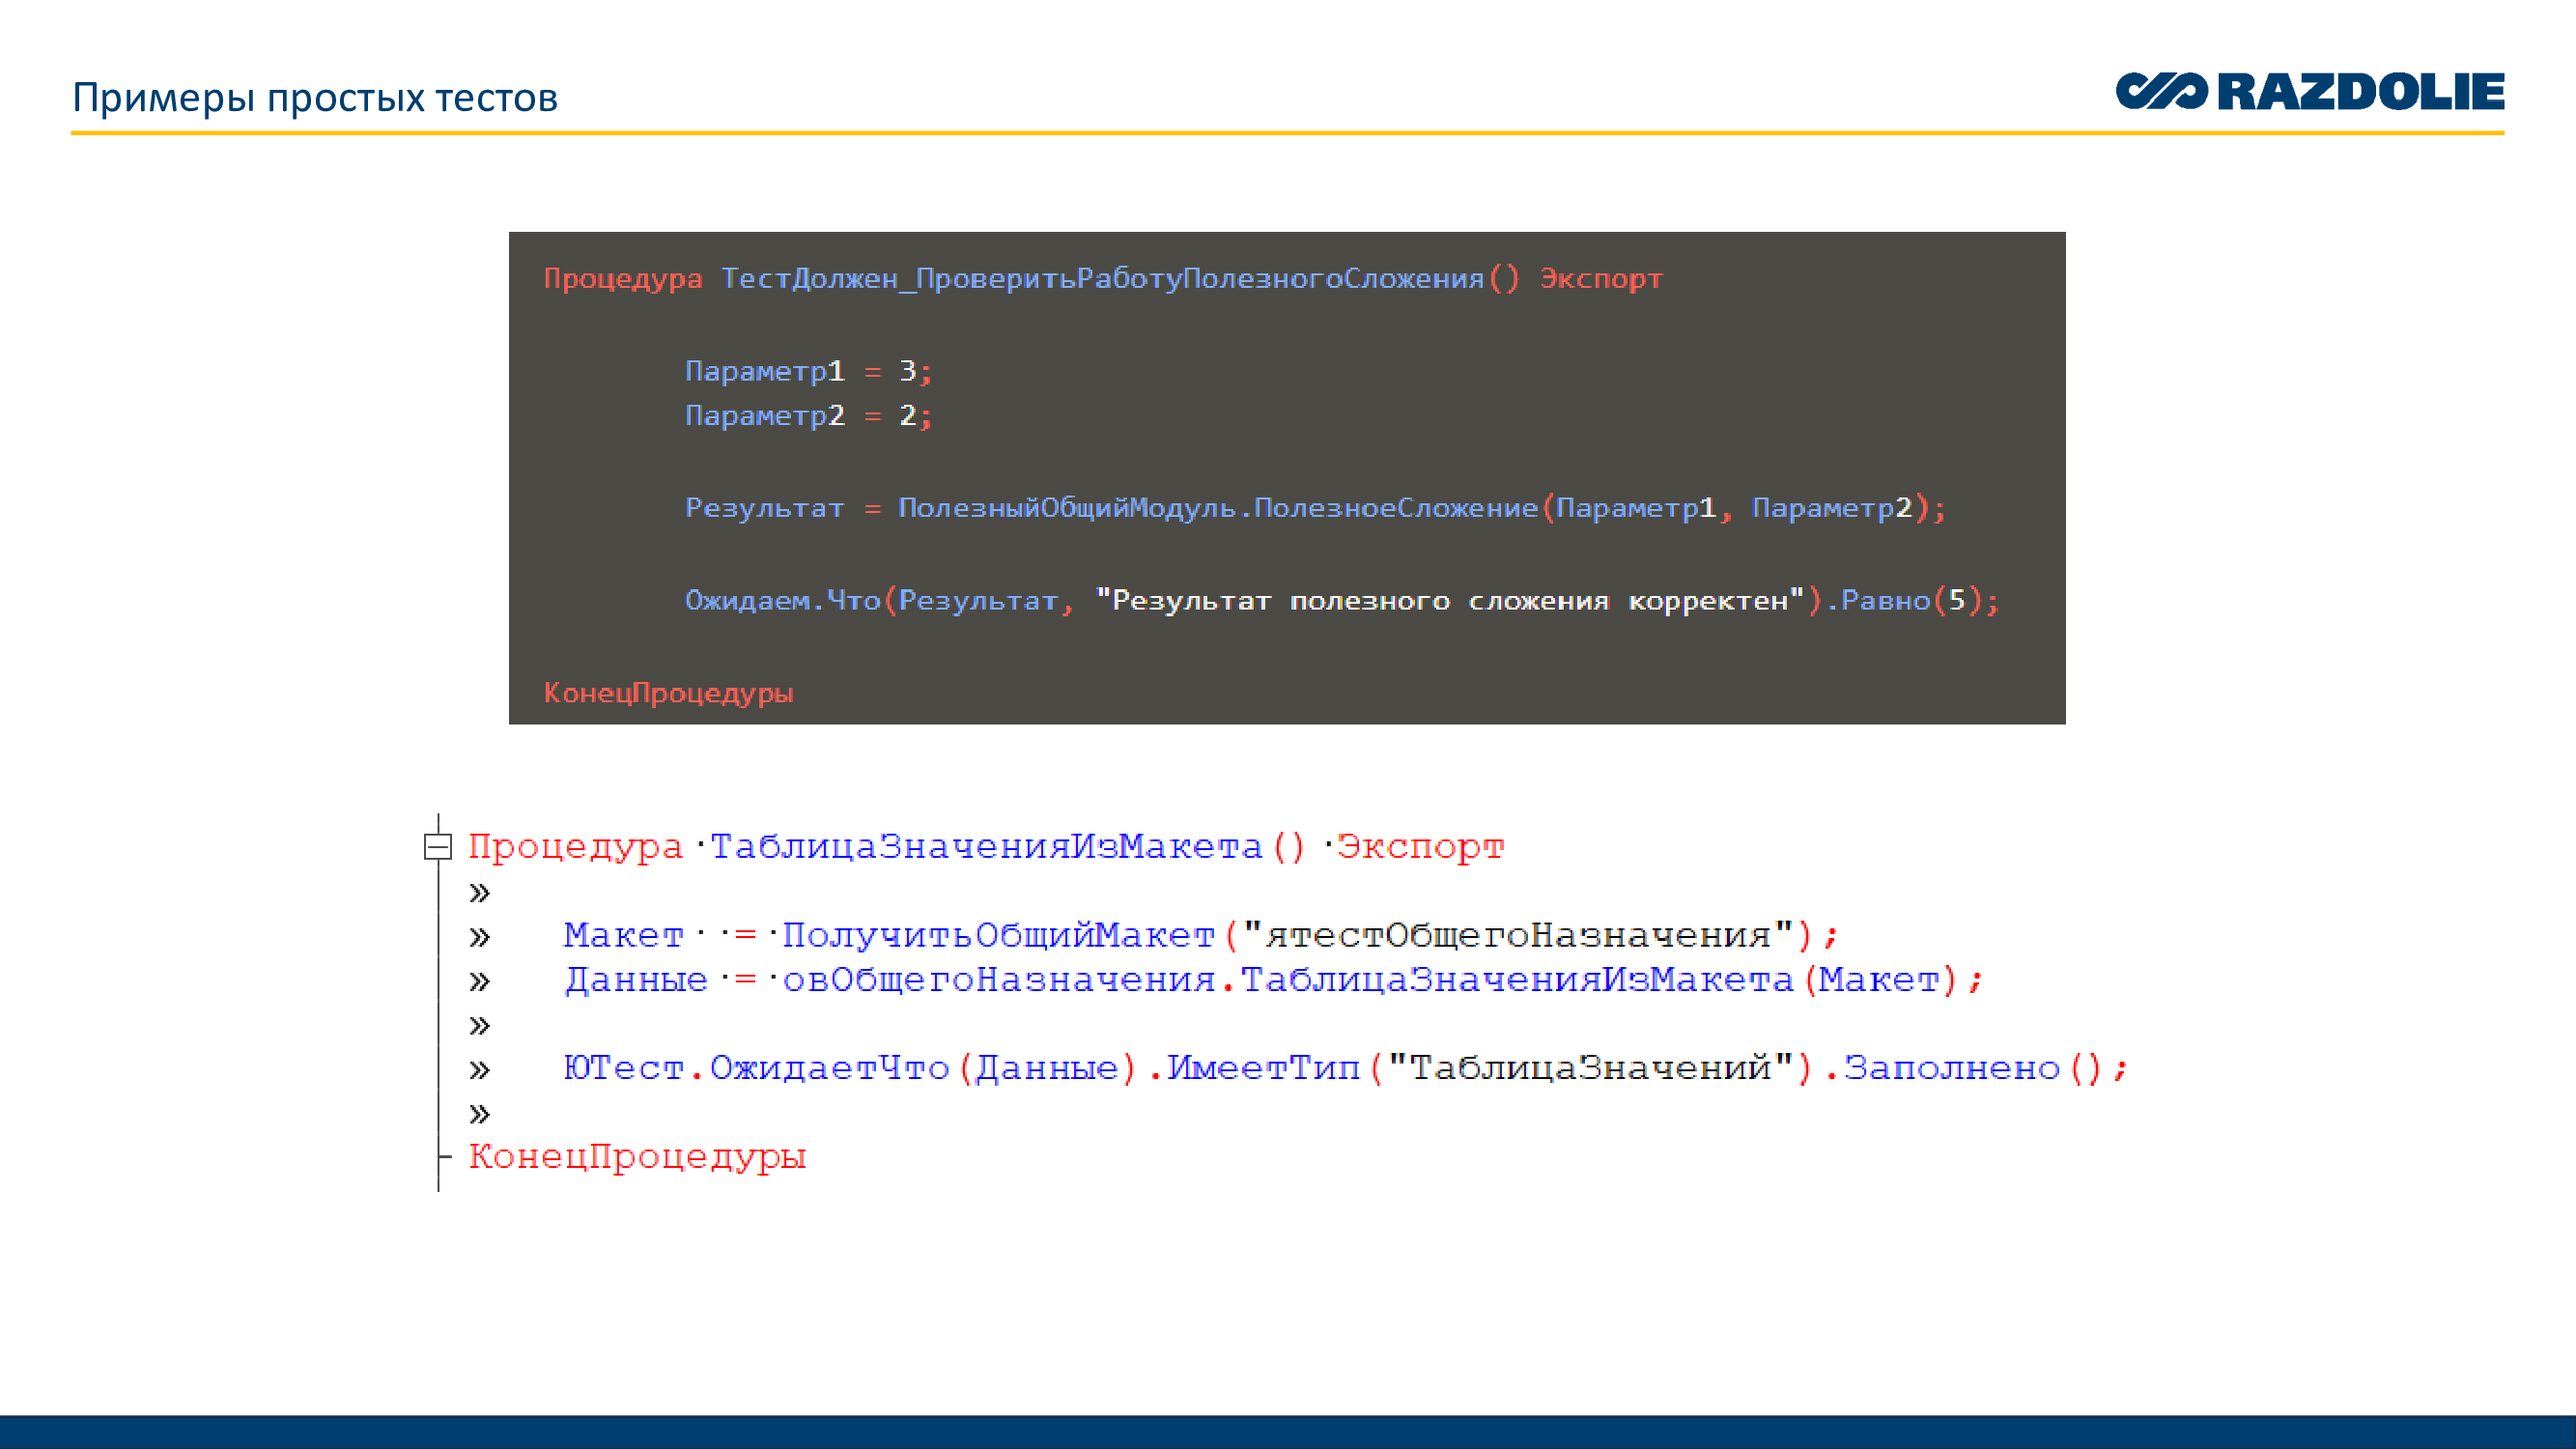 Примеры простых тестов
RAZDOLIE
Процедура ТестДолжен_ПроверитьРаботуПолезногоСложения() Экспорт
Параметр1 = 3;
Параметр2 = 2;
Результат = ПолезныйОбщийМодуль.ПолезноеСложение(Параметр1, Параметр2);
Ожидаем.Что(Результат, "Результат полезного сложения корректен").Равно(5);
КонецПроцедуры
Процедура·ТаблицаЗначенияИзМакета()·Экспорт
»
» Макет··=·ПолучитьОбщийМакет("ятестОбщегоНазначения");
» Данные·=·овОбщегоНазначения.ТаблицаЗначенияИзМакета(Макет);
»
» ЮТест.ОжидаетЧто(Данные).ИмеетТип("ТаблицаЗначений").Заполнено();
»
КонецПроцедуры